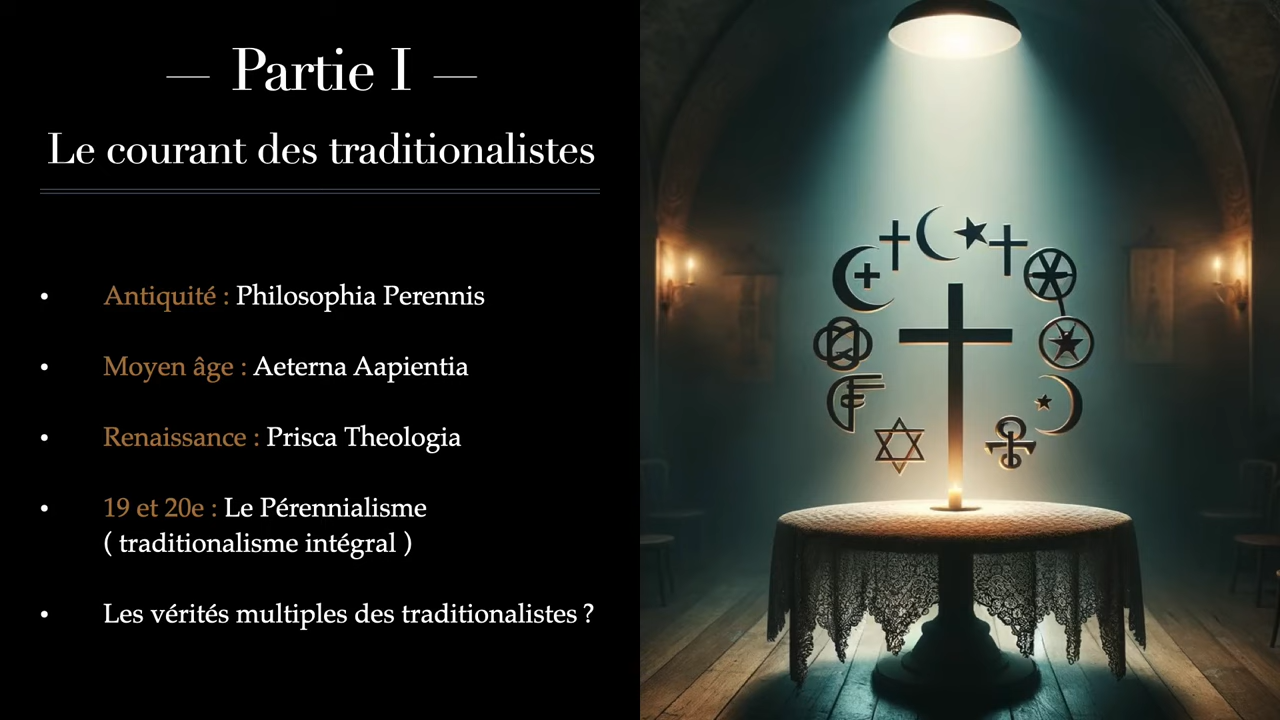 — Partie I —
Le courant des traditionalistes
• Antiquité : Philosophia Perennis
• Moyen âge : Aeterna Aapientia
• Renaissance : Prisca Theologia
• 19 et 20e : Le Pérennialisme
( traditionalisme intégral )
• Les vérités multiples des traditionalistes ?